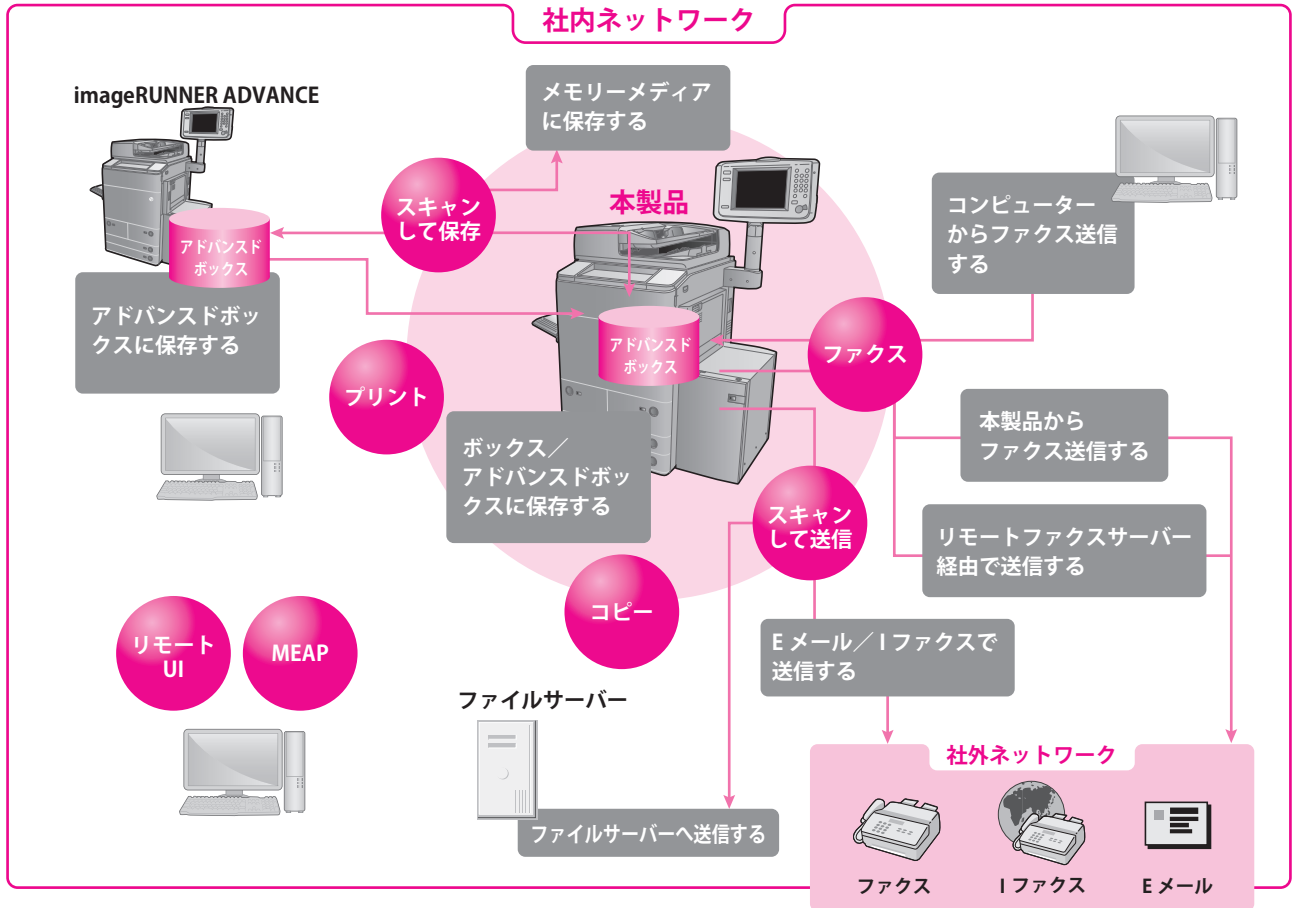 社内ネットワーク
imageRUNNER ADVANCE
メモリーメディア
に保存する
スキャン
して保存
本製品
コンピューター
からファクス送信
する
アドバンスド
ボックス
アドバンスドボッ
クスに保存する
アドバンスド
ボックス
ファクス
プリント
ボックス／
アドバンスドボッ
クスに保存する
本製品から
ファクス送信する
スキャン
して送信
リモートファクスサーバー
経由で送信する
コピー
リモート
UI
MEAP
E メール／ I ファクスで
送信する
ファイルサーバー
ファイルサーバーへ送信する
社外ネットワーク
ファクス
I ファクス
E メール